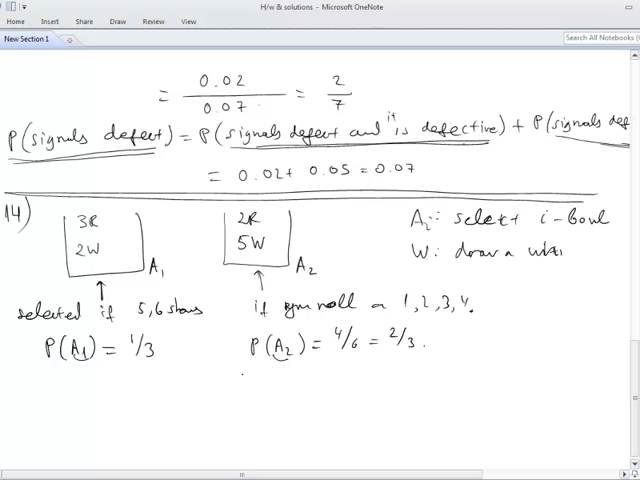 H/w & solutions - Microsoft OneNote
Home Insert Share Draw Review View
New Section 1 Search All Notebooks (
= 0.02 / 0.07 = 2/7
P(signals defect) = P(signals defect and it is defective) + P(signals def
= 0.02 + 0.05 = 0.07
14) 3R 2R Ai: select i-bowl
2W A1 5W A2 W: draw a
selected if 5,6 shows if roll a 1,2,3,4.
P(A1) = 1/3 P(A2) = 4/6 = 2/3.